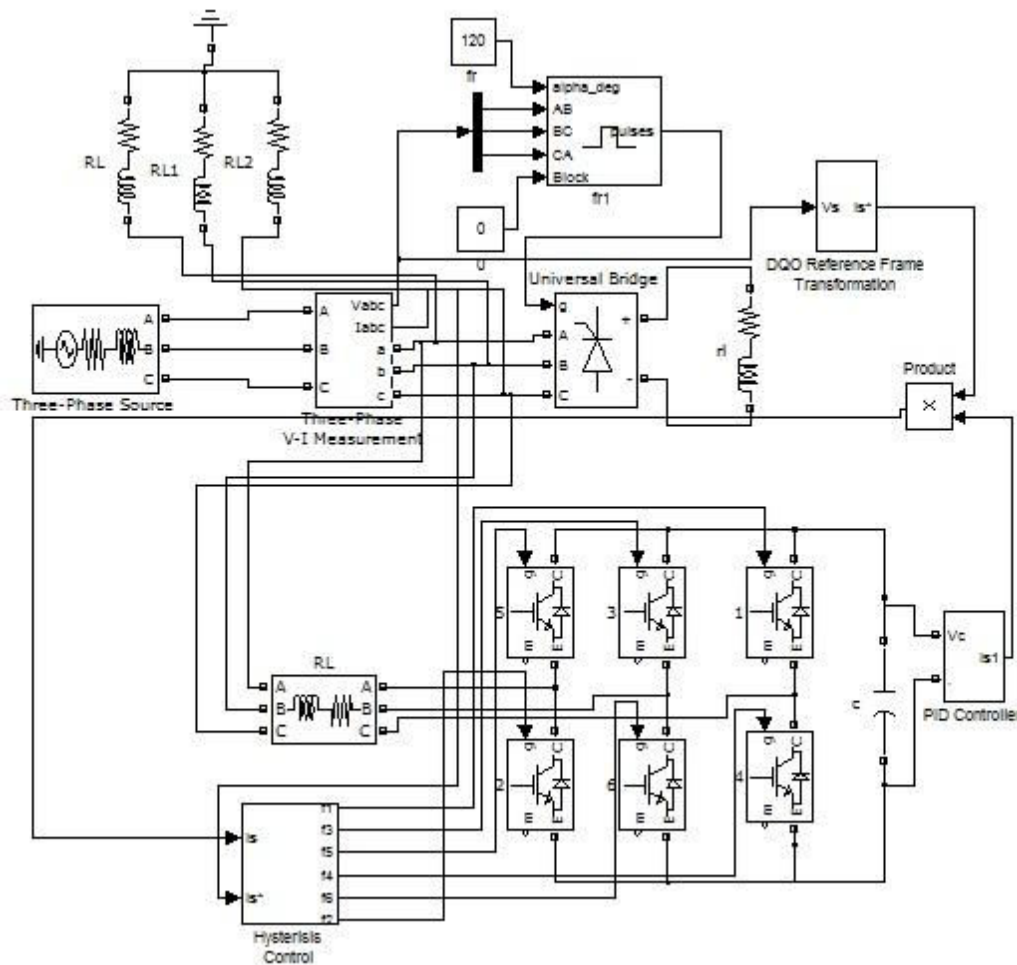 120
fr
alpha_deg
AB
BC
CA
Block
pulses
fr1
0
0
RL
RL1
RL2
Vs
Is*
DQO Reference Frame
Transformation
Universal Bridge
g
A
B
C
+
-
rl
Product
×
A
B
C
Three-Phase Source
A
B
C
Vabc
Iabc
a
b
c
Three-Phase
V-I Measurement
g
C
m
E
5
g
C
m
E
3
g
C
m
E
1
Vc
-
Is1
PID Controller
c
RL
A
B
C
A
B
C
g
C
m
E
2
g
C
m
E
6
g
C
m
E
4
Is
Is*
f1
f3
f5
f4
f6
f2
Hysterisis
Control